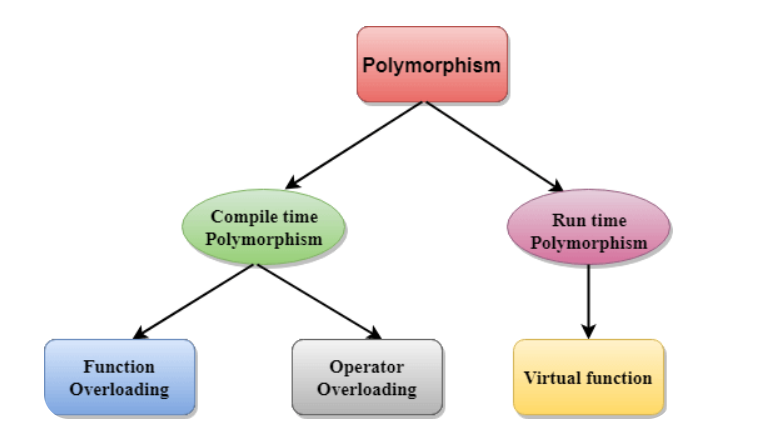 Polymorphism
Compile time
Polymorphism
Run time
Polymorphism
Function
Overloading
Operator
Overloading
Virtual function